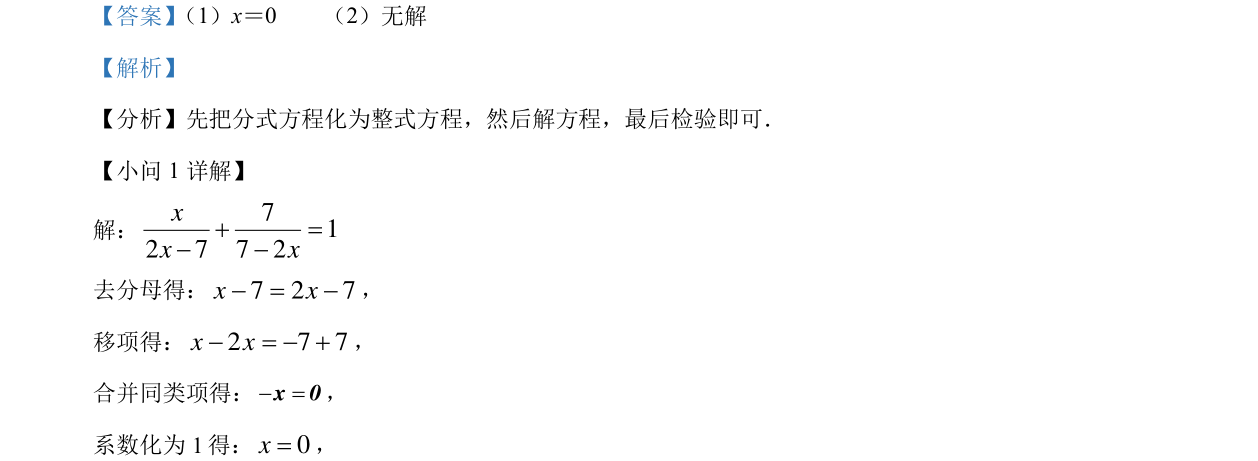 【答案】（1）x＝0　　（2）无解
【解析】
【分析】先把分式方程化为整式方程，然后解方程，最后检验即可．
【小问 1 详解】
解：$\frac{x}{2x-7}+\frac{7}{7-2x}=1$
去分母得：$x-7=2x-7$，
移项得：$x-2x=-7+7$，
合并同类项得：$-x=0$，
系数化为 1 得：$x=0$，